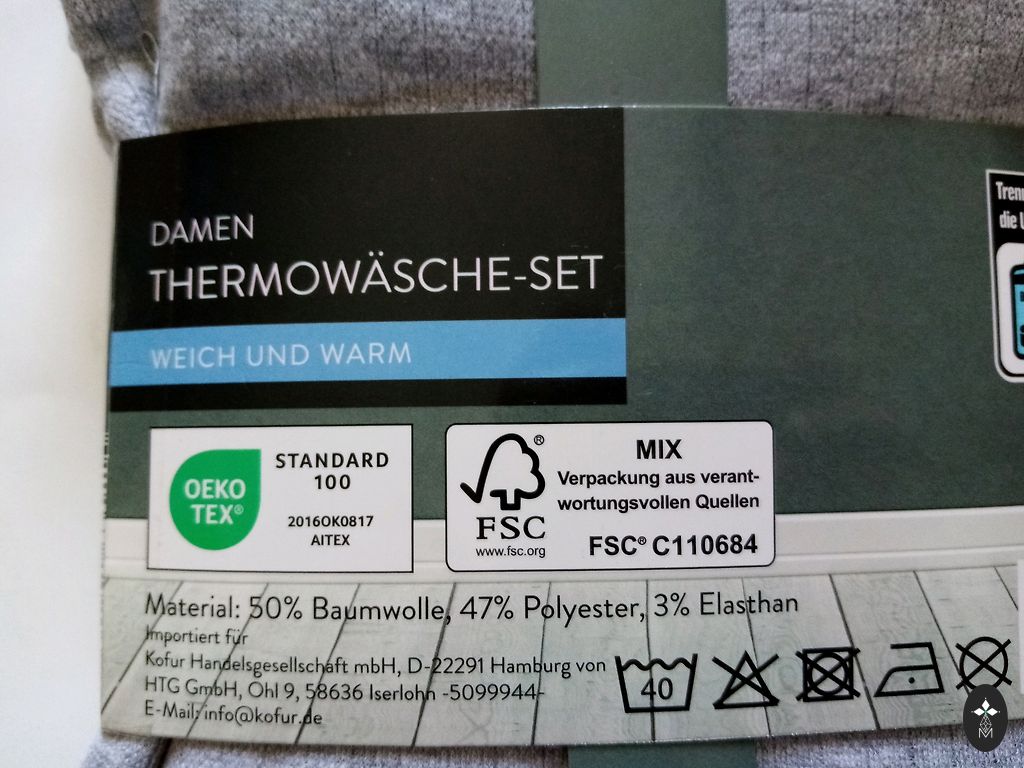 DAMEN
THERMOWÄSCHE-SET
WEICH UND WARM
OEKO
TEX®
STANDARD
100
2016OK0817
AITEX
FSC
®
www.fsc.org
MIX
Verpackung aus verant-
wortungsvollen Quellen
FSC® C110684
Material: 50% Baumwolle, 47% Polyester, 3% Elasthan
Importiert für
Kofur Handelsgesellschaft mbH, D-22291 Hamburg von
HTG GmbH, Ohl 9, 58636 Iserlohn -5099944-
E-Mail: info@kofur.de
40
die
M